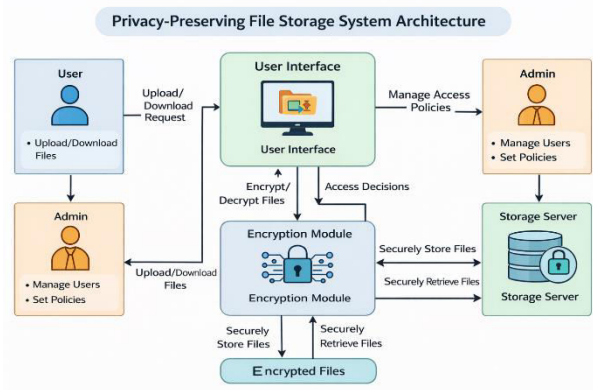 Privacy-Preserving File Storage System Architecture
User
• Upload/Download
Files
Upload/
Download
Request
User Interface
User Interface
Manage Access
Policies
Admin
• Manage Users
• Set Policies
Encrypt/
Decrypt Files
Access Decisions
Admin
• Manage Users
• Set Policies
Upload/Download
Files
Encryption Module
Encryption Module
Securely Store Files
Securely Retrieve Files
Storage Server
Storage Server
Securely
Store Files
Securely
Retrieve Files
Encrypted Files